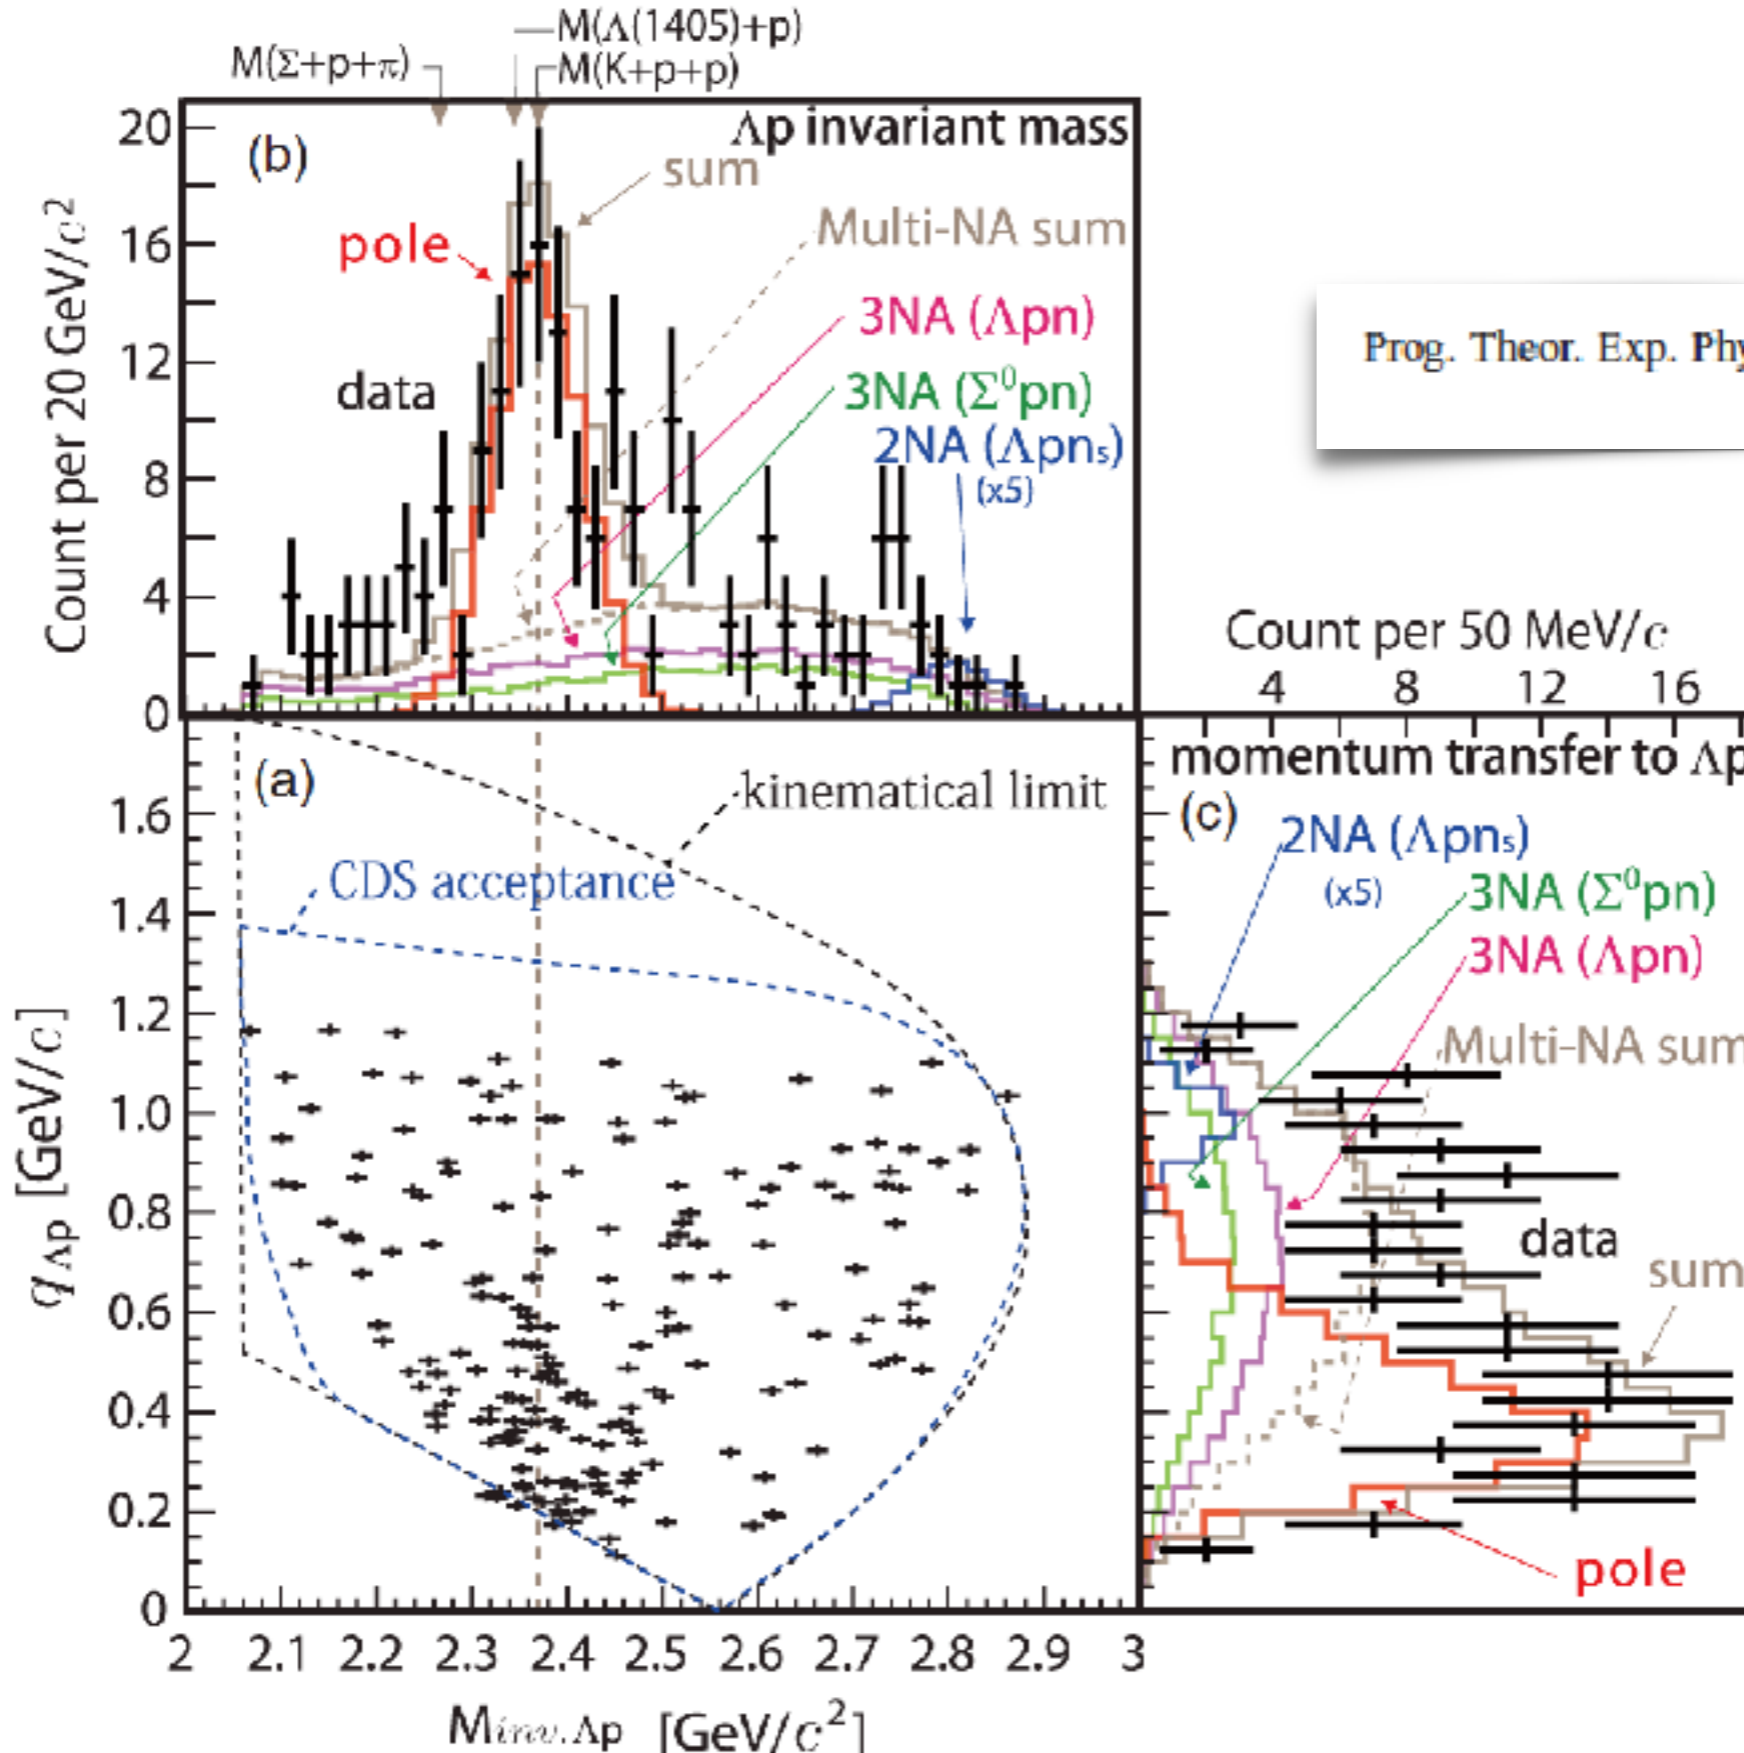 M(Λ(1405)+p)
M(Σ+p+π)
M(K+p+p)
(b)
Λp invariant mass
sum
pole
Multi-NA sum
3NA (Λpn)
data
3NA (Σ⁰pn)
2NA (Λpnₛ)
(x5)
Count per 20 GeV/c²
20
16
12
8
4
0
Prog. Theor. Exp. Phy
Count per 50 MeV/c
4 8 12 16
(a)
kinematical limit
CDS acceptance
q Λp [GeV/c]
1.6
1.4
1.2
1.0
0.8
0.6
0.4
0.2
0
2 2.1 2.2 2.3 2.4 2.5 2.6 2.7 2.8 2.9 3
Minv.Λp [GeV/c²]
momentum transfer to Λp
(c)
2NA (Λpnₛ)
(x5)
3NA (Σ⁰pn)
3NA (Λpn)
Multi-NA sum
data
sum
pole